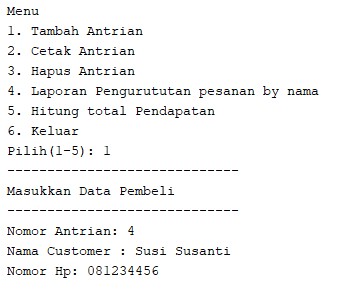 Menu
1. Tambah Antrian
2. Cetak Antrian
3. Hapus Antrian
4. Laporan Pengurututan pesanan by nama
5. Hitung total Pendapatan
6. Keluar
Pilih(1-5): 1
-----------------------------
Masukkan Data Pembeli
-----------------------------
Nomor Antrian: 4
Nama Customer : Susi Susanti
Nomor Hp: 081234456